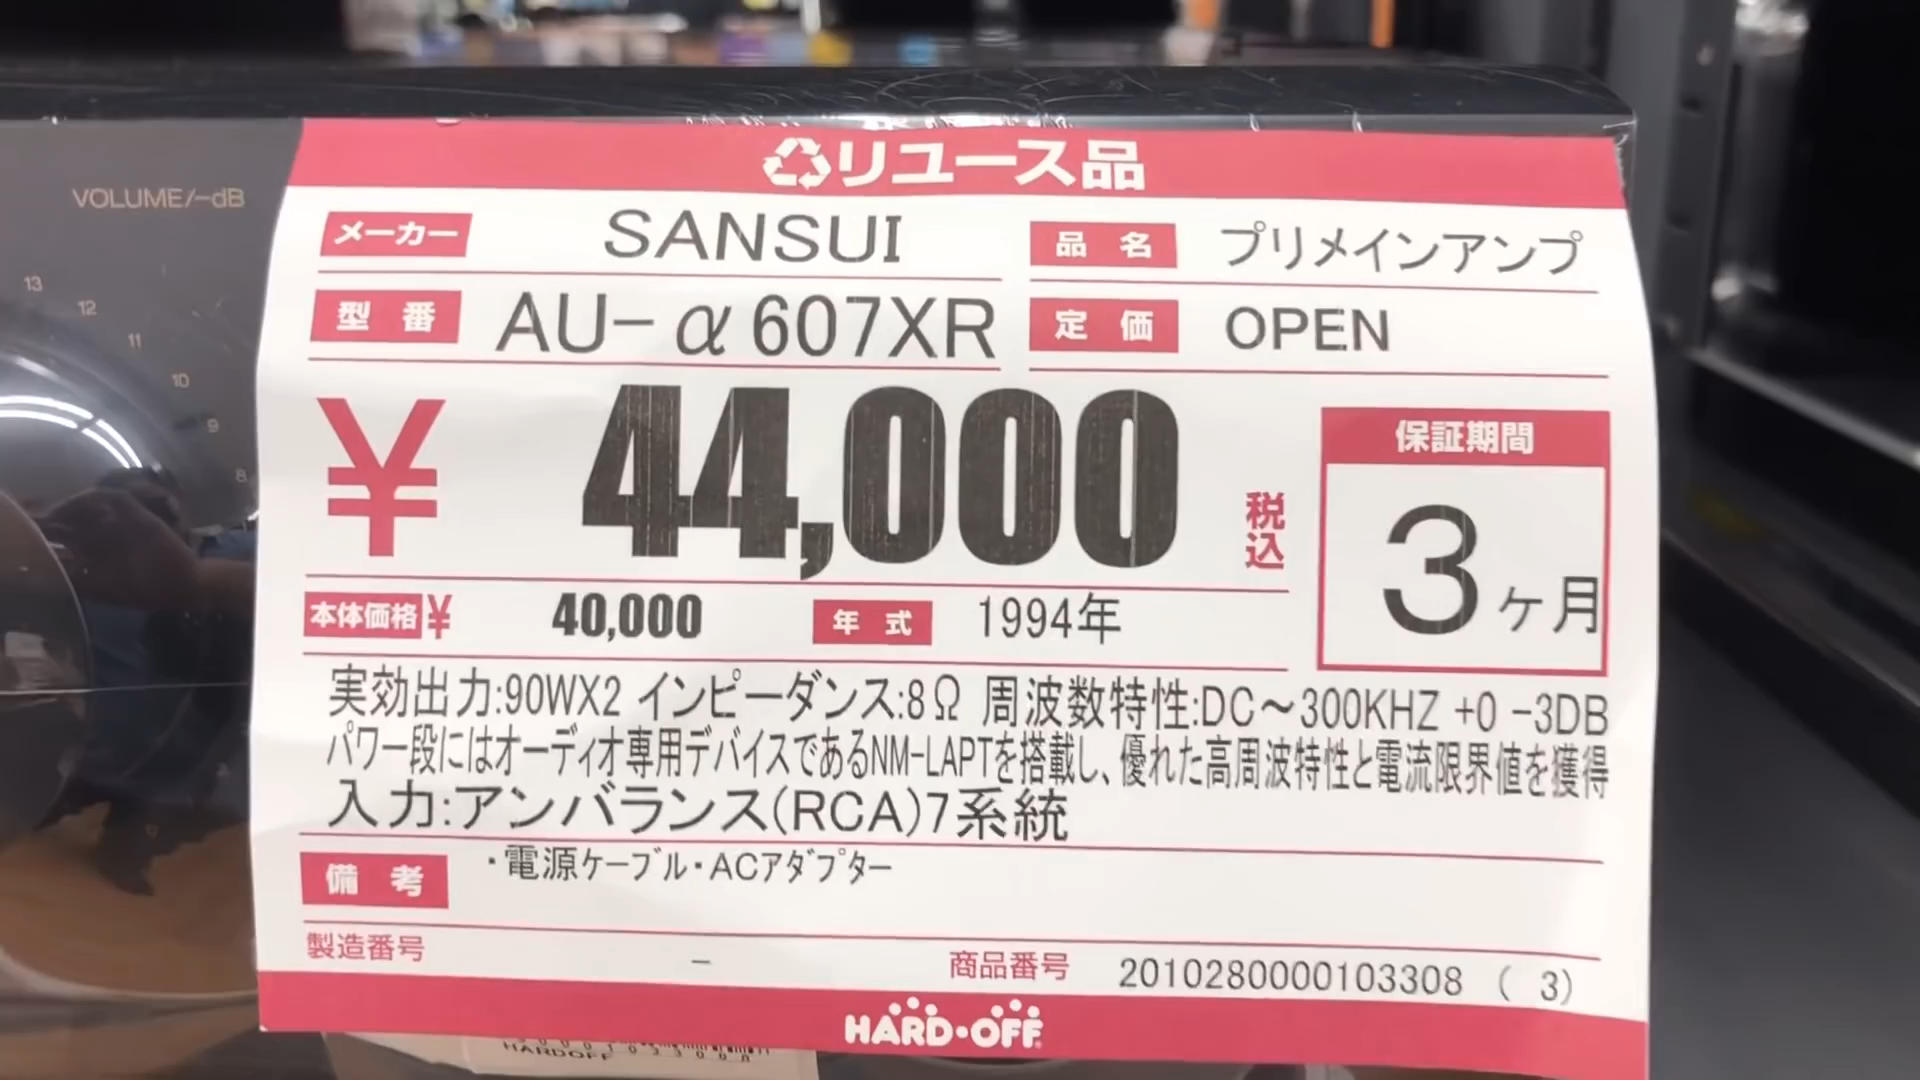 リユース品
VOLUME/-dB
13
12
11
10
9
8
メーカー SANSUI 品名 プリメインアンプ
型番 AU-α607XR 定価 OPEN
¥44,000 税込
保証期間
3ヶ月
本体価格¥ 40,000 年式 1994年
実効出力:90WX2 インピーダンス:8Ω 周波数特性:DC～300KHZ +0 -3DB
パワー段にはオーディオ専用デバイスであるNM-LAPTを搭載し、優れた高周波特性と電流限界値を獲得
入力:アンバランス(RCA)7系統
備考 ・電源ケーブル・ACアダプター
製造番号 - 商品番号 2010280000103308 ( 3)
HARD・OFF
HARDOFF